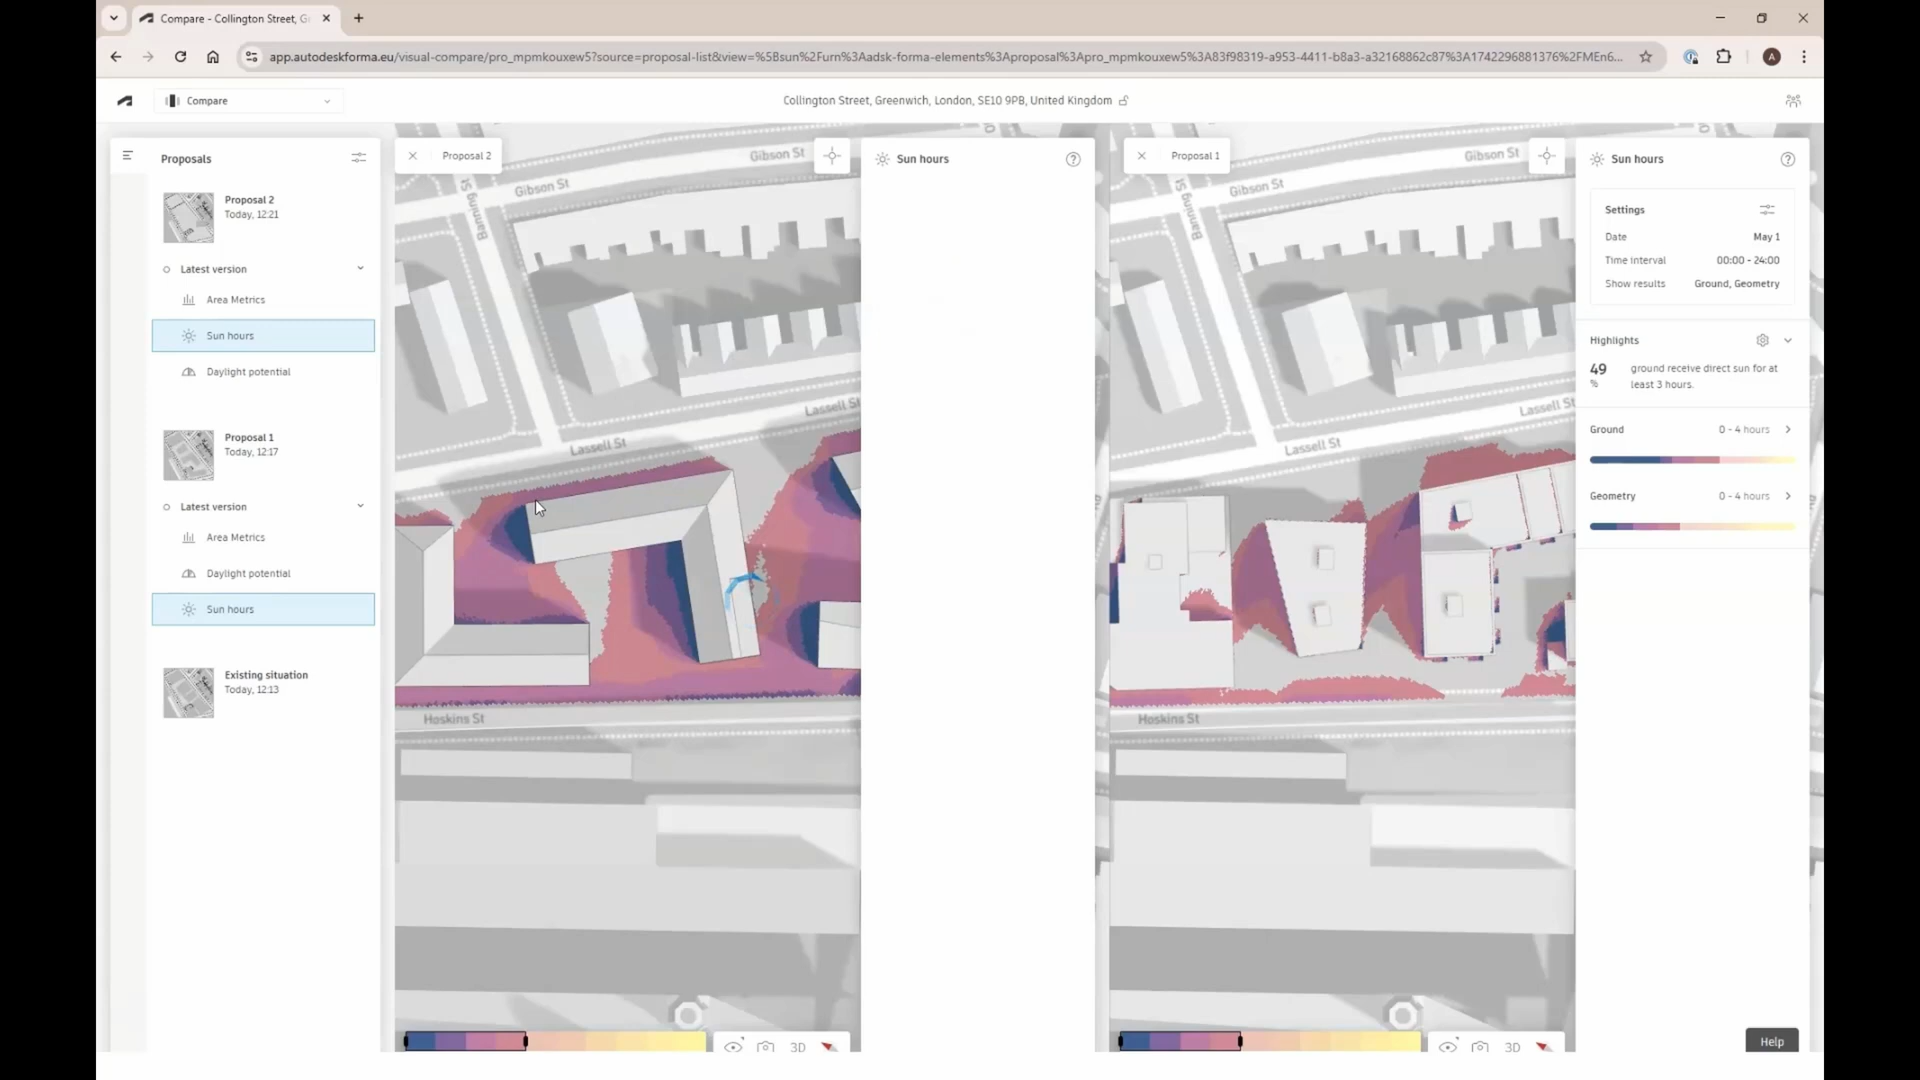 Compare - Collington Street, G
app.autodeskforma.eu/visual-compare/pro_mpmkouxew5?source=proposal-list&view=%5Bsun%2Furn%3Aadsk-forma-elements%3Aproposal%3Apro_mpmkouxew5%3A83f98319-a953-4411-b8a3-a32168862c87%3A1742296881376%2FMEn6...
A
Compare
Collington Street, Greenwich, London, SE10 9PB, United Kingdom
Proposals
Proposal 2
Today, 12:21
Latest version
Area Metrics
Sun hours
Daylight potential
Proposal 1
Today, 12:17
Latest version
Area Metrics
Daylight potential
Sun hours
Existing situation
Today, 12:13
Proposal 2
Gibson St
Gibson St
Banning St
Lassell St
Lassell St
Hoskins St
3D
Sun hours
Proposal 1
Gibson St
Gibson St
Banning St
Lassell St
Lassell St
Hoskins St
3D
Sun hours
Settings
Date May 1
Time interval 00:00 - 24:00
Show results Ground, Geometry
Highlights
49 % ground receive direct sun for at
least 3 hours.
Ground 0 - 4 hours
Geometry 0 - 4 hours
Help